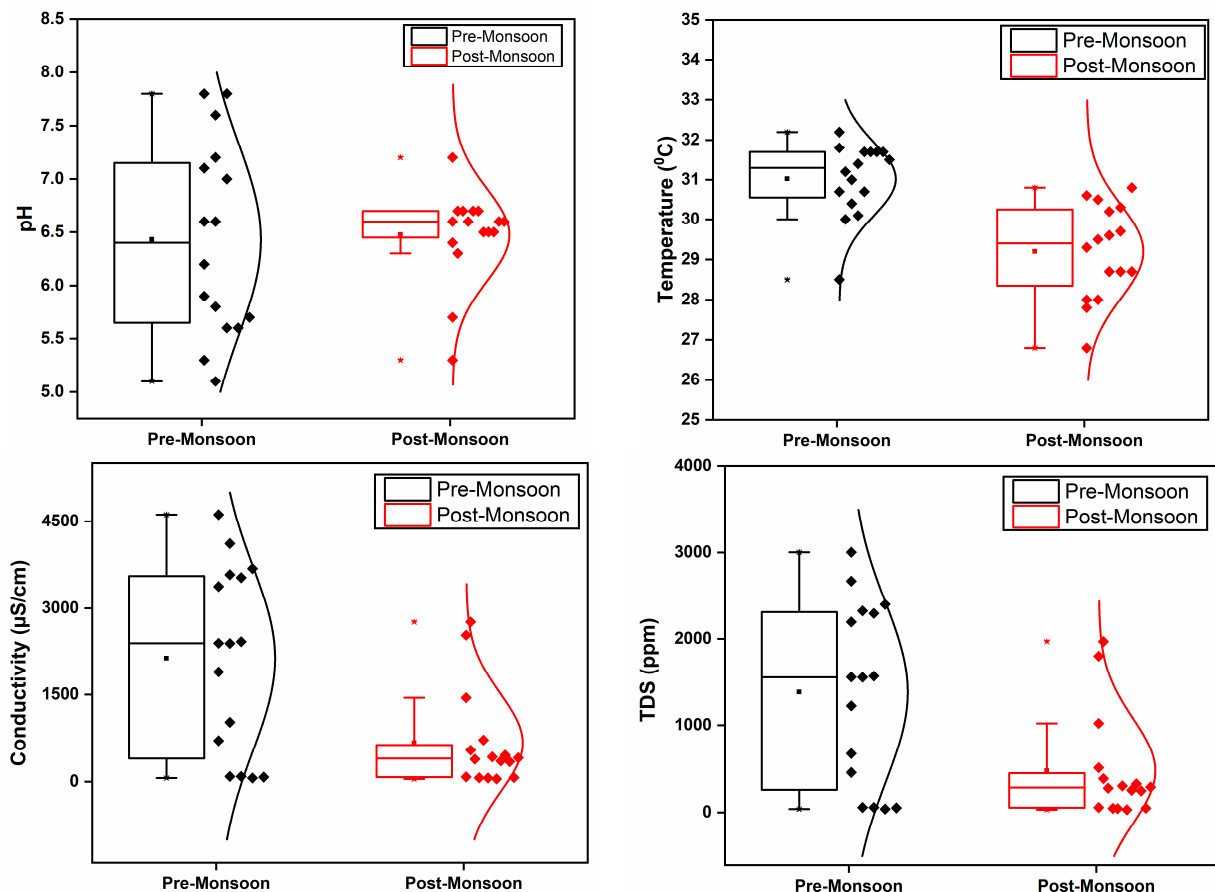 8.5
8.0
7.5
7.0
6.5
6.0
5.5
5.0
pH
Pre-Monsoon
Post-Monsoon
Pre-Monsoon
Post-Monsoon
35
34
33
32
31
30
29
28
27
26
25
Temperature (⁰C)
Pre-Monsoon
Post-Monsoon
Pre-Monsoon
Post-Monsoon
4500
3000
1500
0
Conductivity (µS/cm)
Pre-Monsoon
Post-Monsoon
Pre-Monsoon
Post-Monsoon
4000
3000
2000
1000
0
TDS (ppm)
Pre-Monsoon
Post-Monsoon
Pre-Monsoon
Post-Monsoon